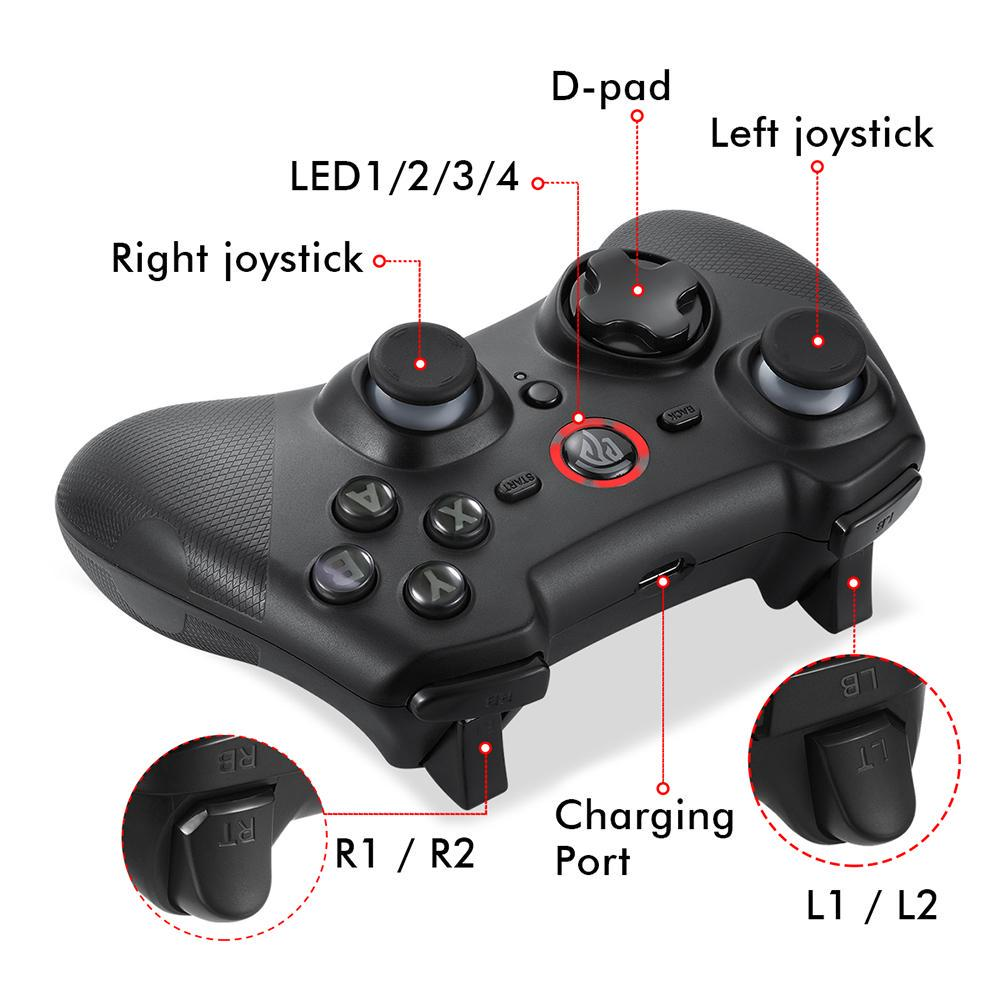 D-pad
Left joystick
LED1/2/3/4
Right joystick
BACK
START
A
X
B
Y
LB
RB
LB
LT
RB
RT
Charging
Port
R1 / R2
L1 / L2